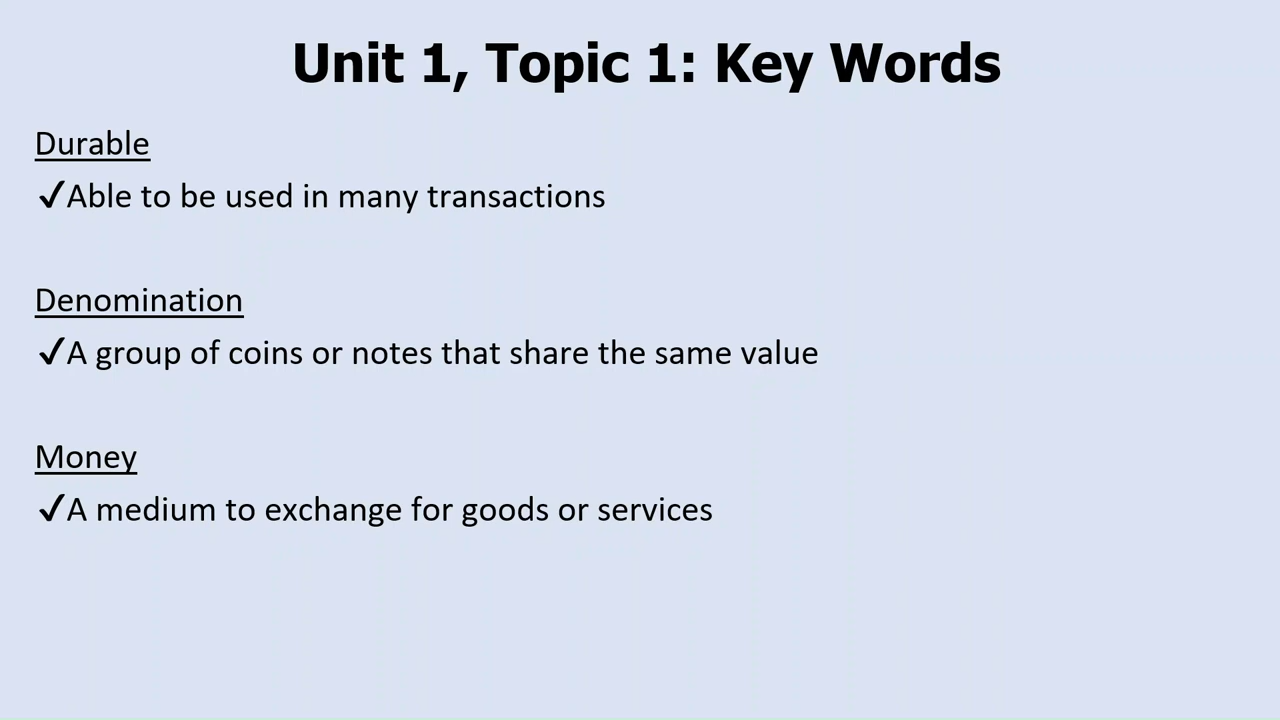 Unit 1, Topic 1: Key Words
Durable
✓Able to be used in many transactions
Denomination
✓A group of coins or notes that share the same value
Money
✓A medium to exchange for goods or services